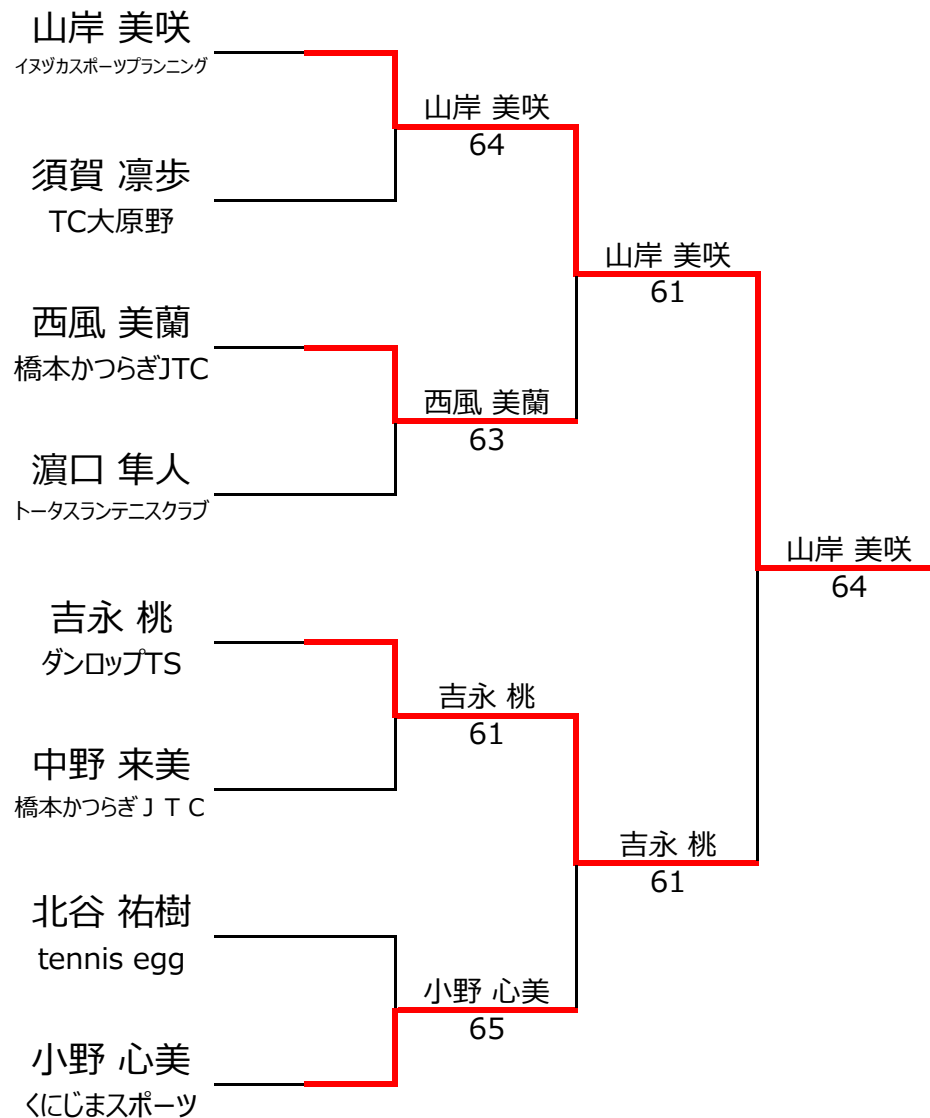 山岸 美咲
イヌヅカスポーツプランニング
須賀 凛歩
TC大原野
西風 美蘭
橋本かつらぎJTC
濵口 隼人
トータスランテニスクラブ
吉永 桃
ダンロップTS
中野 来美
橋本かつらぎＪＴＣ
北谷 祐樹
tennis egg
小野 心美
くにじまスポーツ
山岸 美咲
64
西風 美蘭
63
吉永 桃
61
小野 心美
65
山岸 美咲
61
吉永 桃
61
山岸 美咲
64